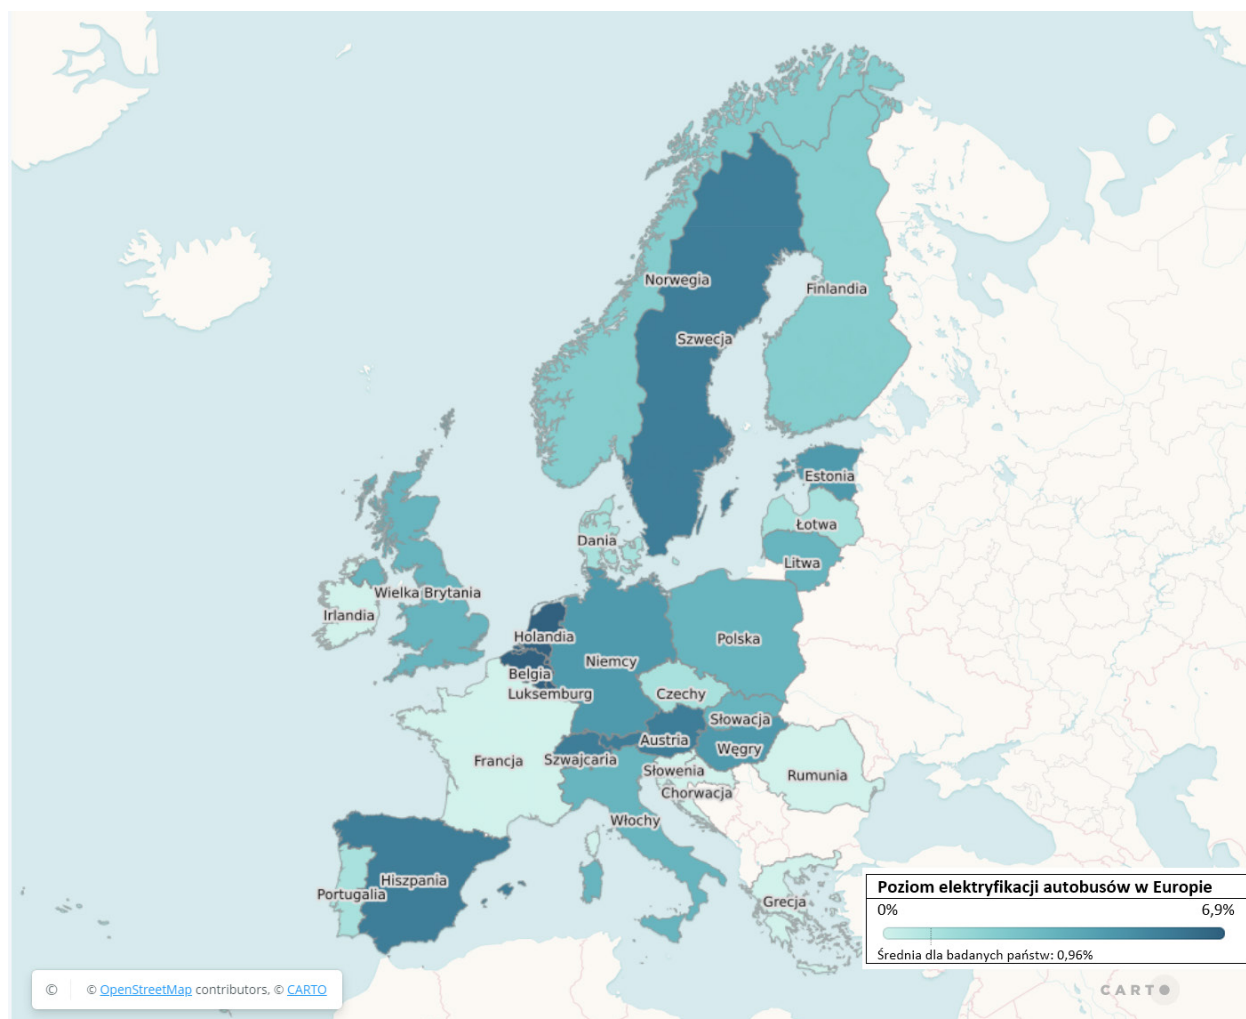 Norwegia
Finlandia
Szwecja
Estonia
Łotwa
Dania
Litwa
Wielka Brytania
Irlandia
Holandia
Polska
Niemcy
Belgia
Luksemburg
Czechy
Słowacja
Austria
Węgry
Francja
Szwajcaria
Słowenia
Rumunia
Chorwacja
Włochy
Hiszpania
Portugalia
Grecja
Poziom elektryfikacji autobusów w Europie
0% 6,9%
Średnia dla badanych państw: 0,96%
© © OpenStreetMap contributors, © CARTO
CARTO